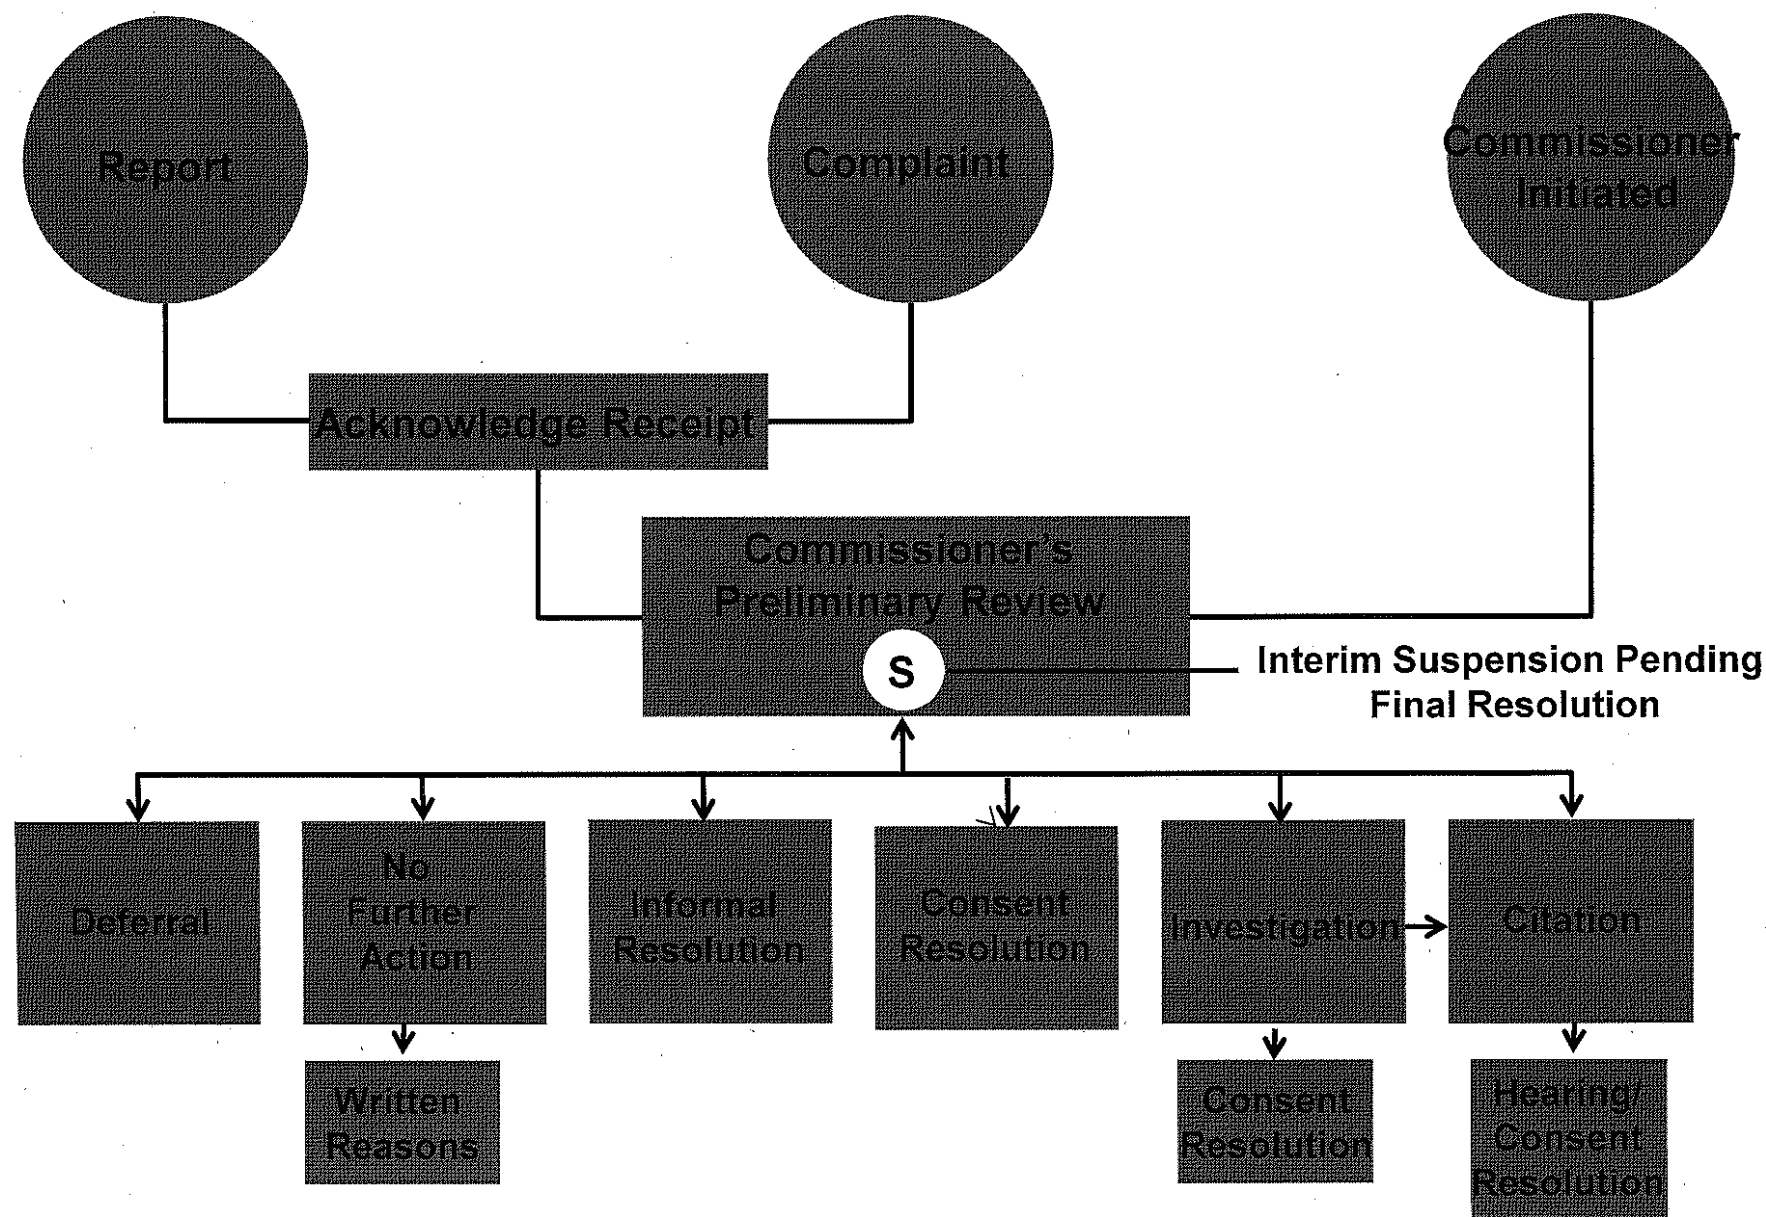 Report
Complaint
Commissioner
Initiated
Acknowledge Receipt
Commissioner's
Preliminary Review
S
Interim Suspension Pending
Final Resolution
Deferral
No
Further
Action
Informal
Resolution
Consent
Resolution
Investigation
Citation
Written
Reasons
Consent
Resolution
Hearing/
Consent
Resolution